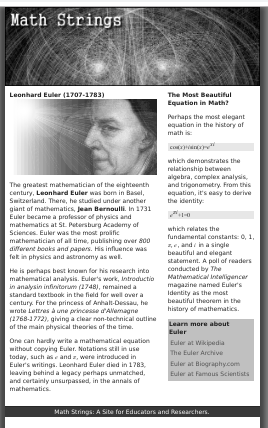 Math Strings
Leonhard Euler (1707-1783)
The greatest mathematician of the eighteenth
century, Leonhard Euler was born in Basel,
Switzerland. There, he studied under another
giant of mathematics, Jean Bernoulli. In 1731
Euler became a professor of physics and
mathematics at St. Petersburg Academy of
Sciences. Euler was the most prolific
mathematician of all time, publishing over 800
different books and papers. His influence was
felt in physics and astronomy as well.
He is perhaps best known for his research into
mathematical analysis. Euler's work, Introductio
in analysin infinitorum (1748), remained a
standard textbook in the field for well over a
century. For the princess of Anhalt-Dessau, he
wrote Lettres à une princesse d'Allemagne
(1768-1772), giving a clear non-technical outline
of the main physical theories of the time.
One can hardly write a mathematical equation
without copying Euler. Notations still in use
today, such as e and π, were introduced in
Euler's writings. Leonhard Euler died in 1783,
leaving behind a legacy perhaps unmatched,
and certainly unsurpassed, in the annals of
mathematics.
The Most Beautiful
Equation in Math?
Perhaps the most elegant
equation in the history of
math is:
cos(x)+isin(x)=e^(xi)
which demonstrates the
relationship between
algebra, complex analysis,
and trigonometry. From this
equation, it's easy to derive
the identity:
e^(πi)+1=0
which relates the
fundamental constants: 0, 1,
π, e, and i in a single
beautiful and elegant
statement. A poll of readers
conducted by The
Mathematical Intelligencer
magazine named Euler's
Identity as the most
beautiful theorem in the
history of mathematics.
Learn more about
Euler
Euler at Wikipedia
The Euler Archive
Euler at Biography.com
Euler at Famous Scientists
Math Strings: A Site for Educators and Researchers.